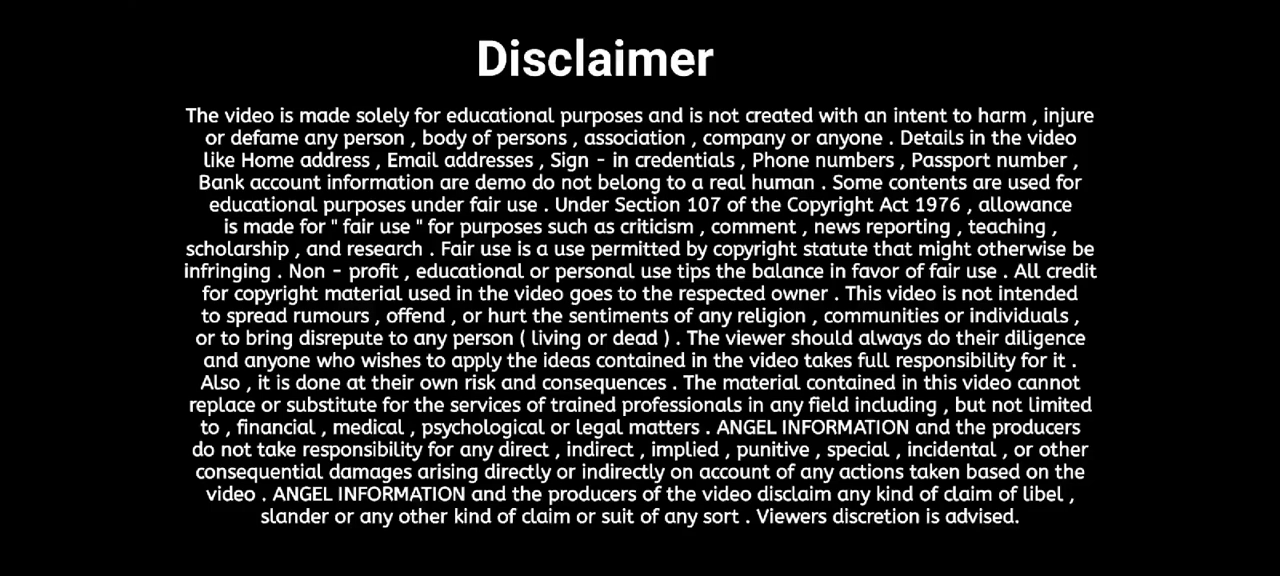 Disclaimer
The video is made solely for educational purposes and is not created with an intent to harm , injure
or defame any person , body of persons , association , company or anyone . Details in the video
like Home address , Email addresses , Sign - in credentials , Phone numbers , Passport number ,
Bank account information are demo do not belong to a real human . Some contents are used for
educational purposes under fair use . Under Section 107 of the Copyright Act 1976 , allowance
is made for " fair use " for purposes such as criticism , comment , news reporting , teaching ,
scholarship , and research . Fair use is a use permitted by copyright statute that might otherwise be
infringing . Non - profit , educational or personal use tips the balance in favor of fair use . All credit
for copyright material used in the video goes to the respected owner . This video is not intended
to spread rumours , offend , or hurt the sentiments of any religion , communities or individuals ,
or to bring disrepute to any person ( living or dead ) . The viewer should always do their diligence
and anyone who wishes to apply the ideas contained in the video takes full responsibility for it .
Also , it is done at their own risk and consequences . The material contained in this video cannot
replace or substitute for the services of trained professionals in any field including , but not limited
to , financial , medical , psychological or legal matters . ANGEL INFORMATION and the producers
do not take responsibility for any direct , indirect , implied , punitive , special , incidental , or other
consequential damages arising directly or indirectly on account of any actions taken based on the
video . ANGEL INFORMATION and the producers of the video disclaim any kind of claim of libel ,
slander or any other kind of claim or suit of any sort . Viewers discretion is advised.